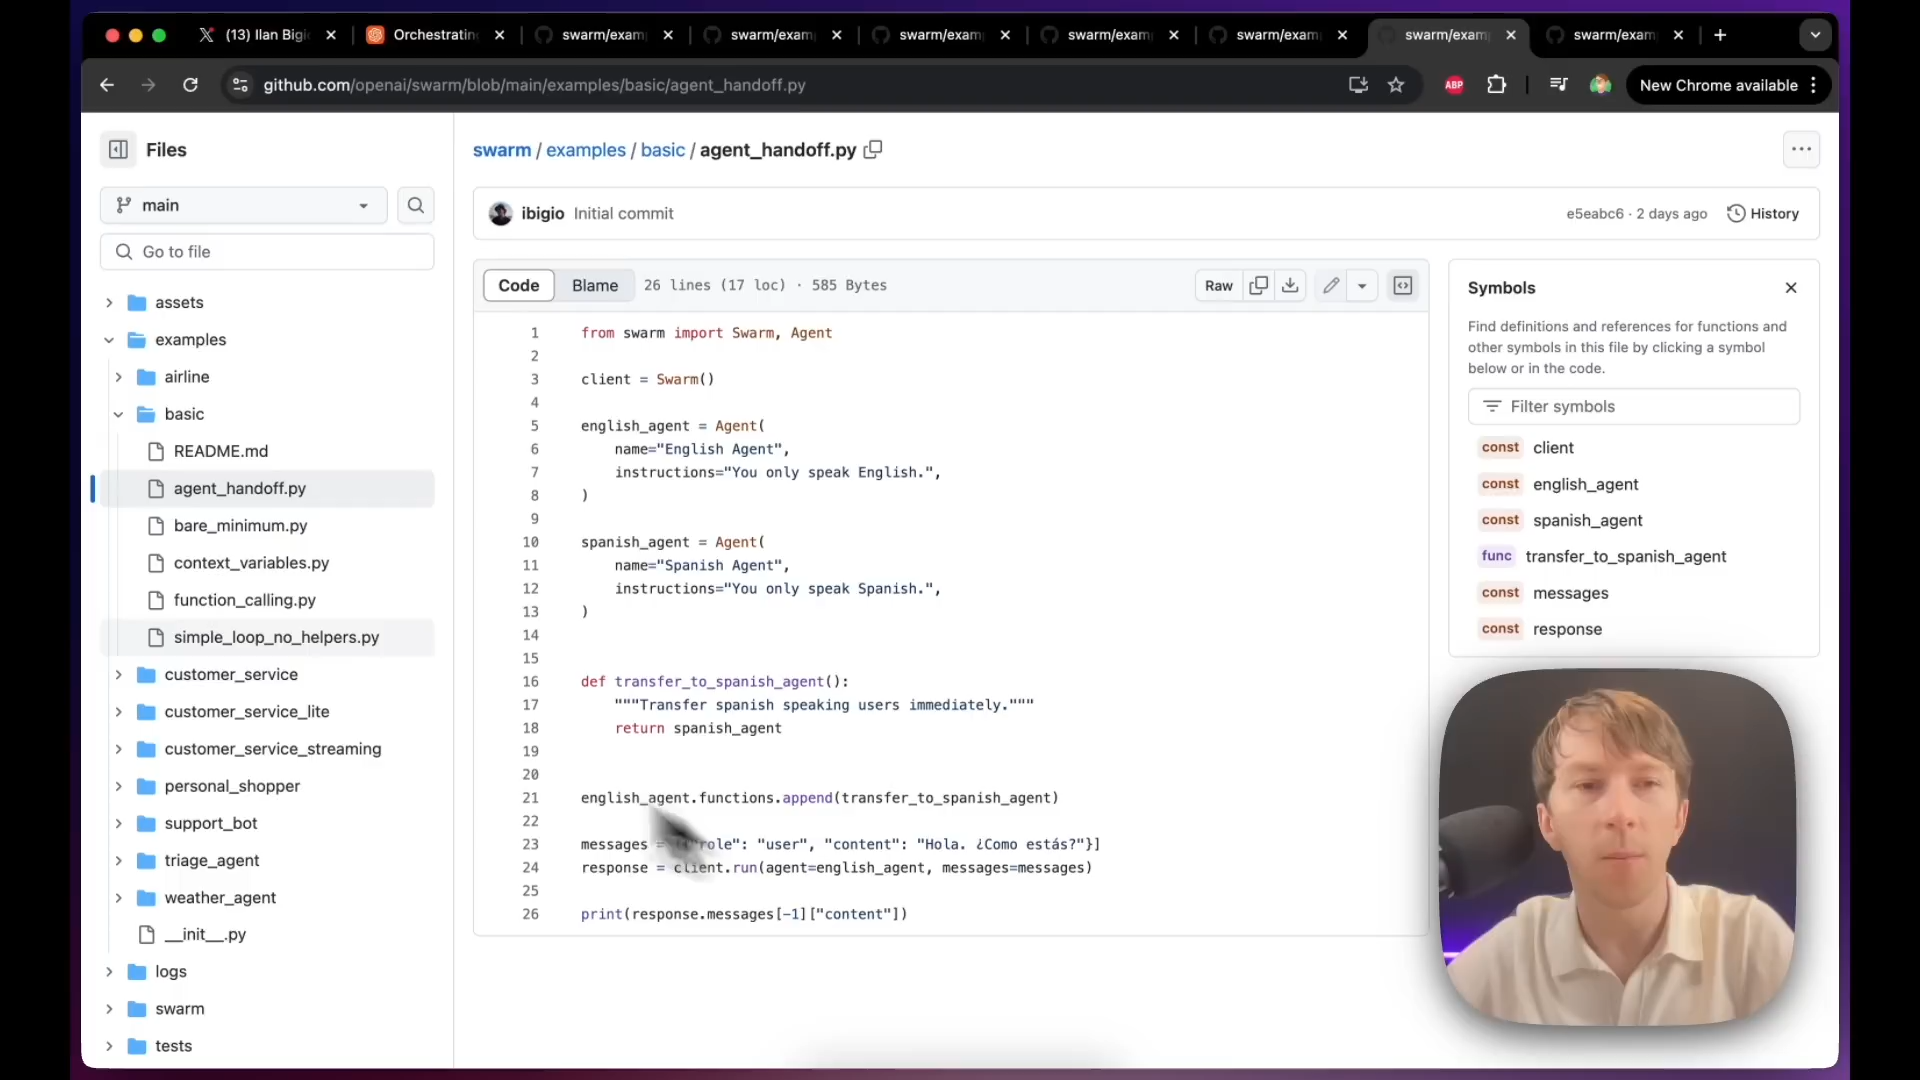 (13) Ilan Bigi
Orchestrating
swarm/exam
swarm/exam
swarm/exam
swarm/exam
swarm/exam
swarm/exam
swarm/exam
github.com/openai/swarm/blob/main/examples/basic/agent_handoff.py
ABP
New Chrome available
Files
swarm / examples / basic / agent_handoff.py
main
ibigio Initial commit
e5eabc6 · 2 days ago
History
Go to file
Code Blame 26 lines (17 loc) · 585 Bytes
Raw
assets
examples
airline
basic
README.md
agent_handoff.py
bare_minimum.py
context_variables.py
function_calling.py
simple_loop_no_helpers.py
customer_service
customer_service_lite
customer_service_streaming
personal_shopper
support_bot
triage_agent
weather_agent
__init__.py
logs
swarm
tests
1 from swarm import Swarm, Agent
2
3 client = Swarm()
4
5 english_agent = Agent(
6 name="English Agent",
7 instructions="You only speak English.",
8 )
9
10 spanish_agent = Agent(
11 name="Spanish Agent",
12 instructions="You only speak Spanish.",
13 )
14
15
16 def transfer_to_spanish_agent():
17 """Transfer spanish speaking users immediately."""
18 return spanish_agent
19
20
21 english_agent.functions.append(transfer_to_spanish_agent)
22
23 messages = [{"role": "user", "content": "Hola. ¿Como estás?"}]
24 response = client.run(agent=english_agent, messages=messages)
25
26 print(response.messages[-1]["content"])
Symbols
Find definitions and references for functions and
other symbols in this file by clicking a symbol
below or in the code.
Filter symbols
const client
const english_agent
const spanish_agent
func transfer_to_spanish_agent
const messages
const response